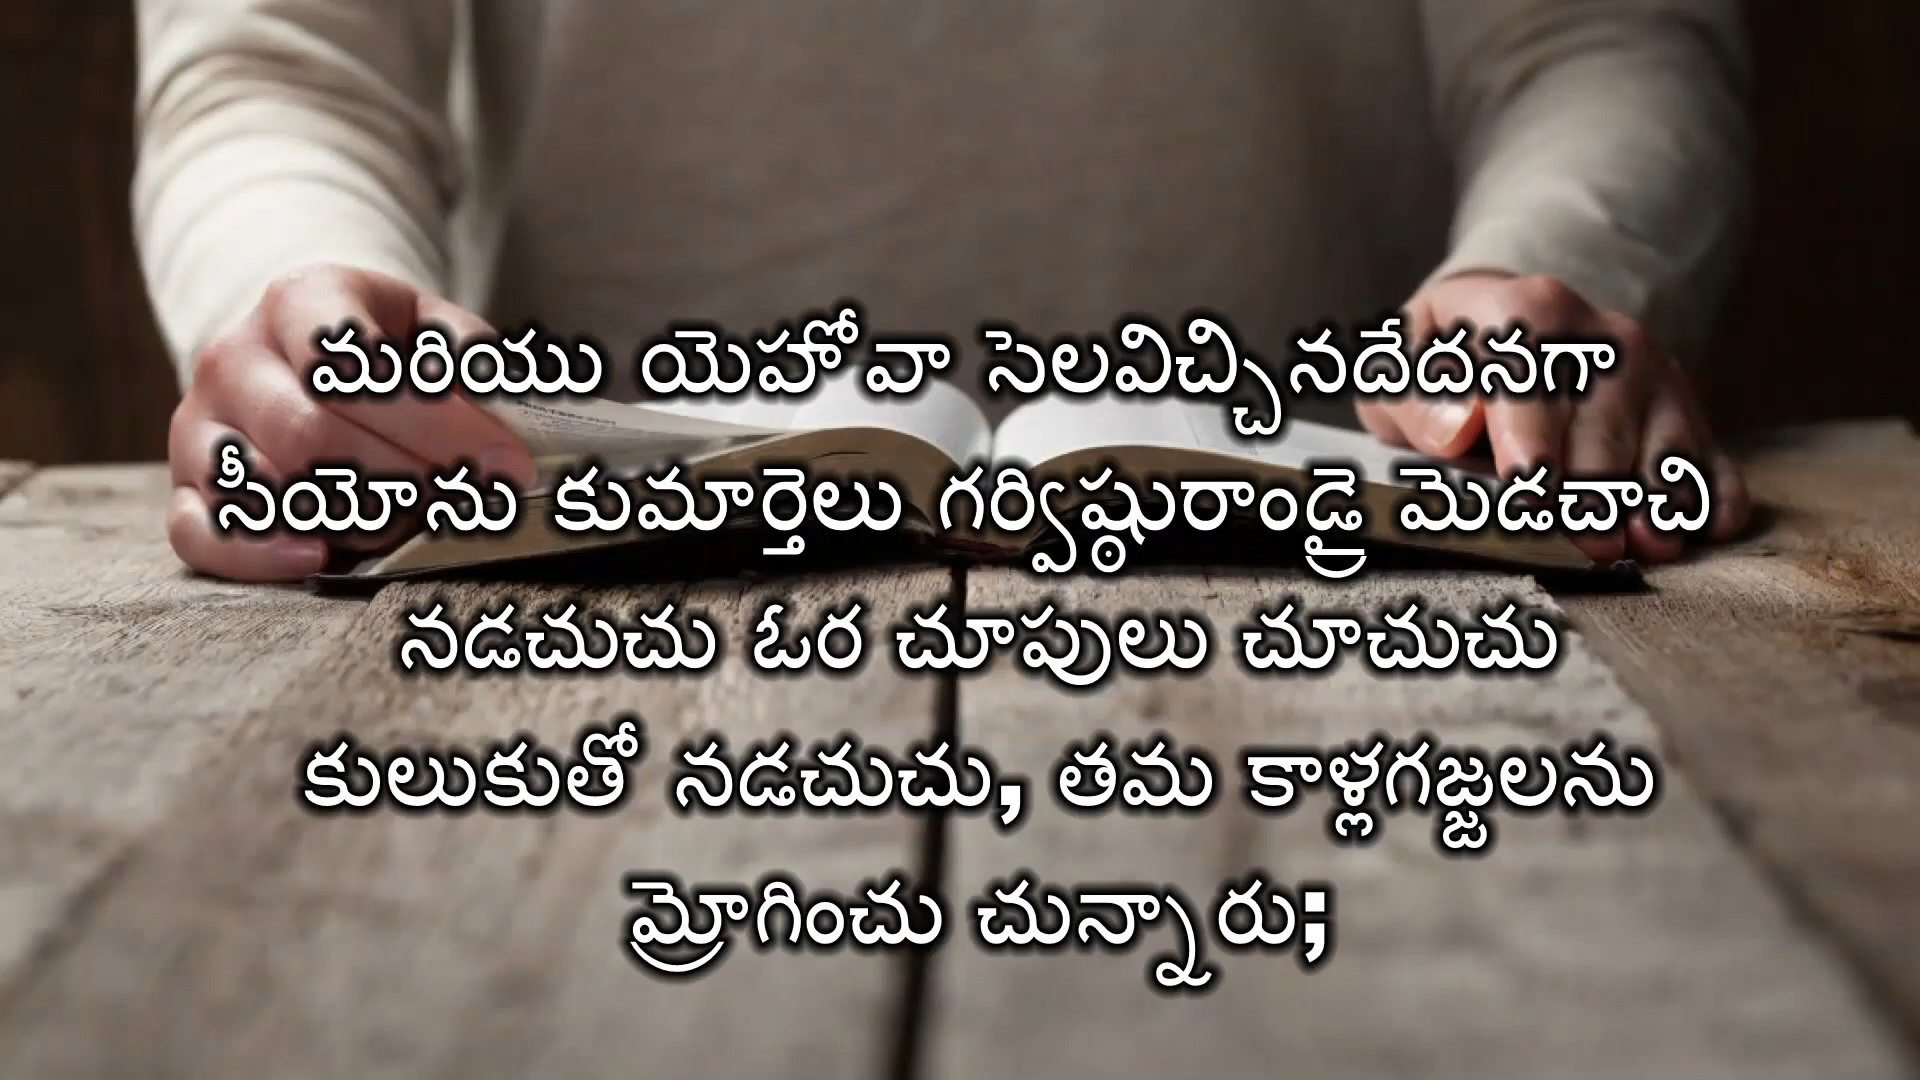 మరియు యెహోవా సెలవిచ్చినదేదనగా
సీయోను కుమార్తెలు గర్విష్ఠురాండ్రై మెడచాచి
నడచుచు ఓర చూపులు చూచుచు
కులుకుతో నడచుచు, తమ కాళ్లగజ్జలను
మ్రోగించు చున్నారు;